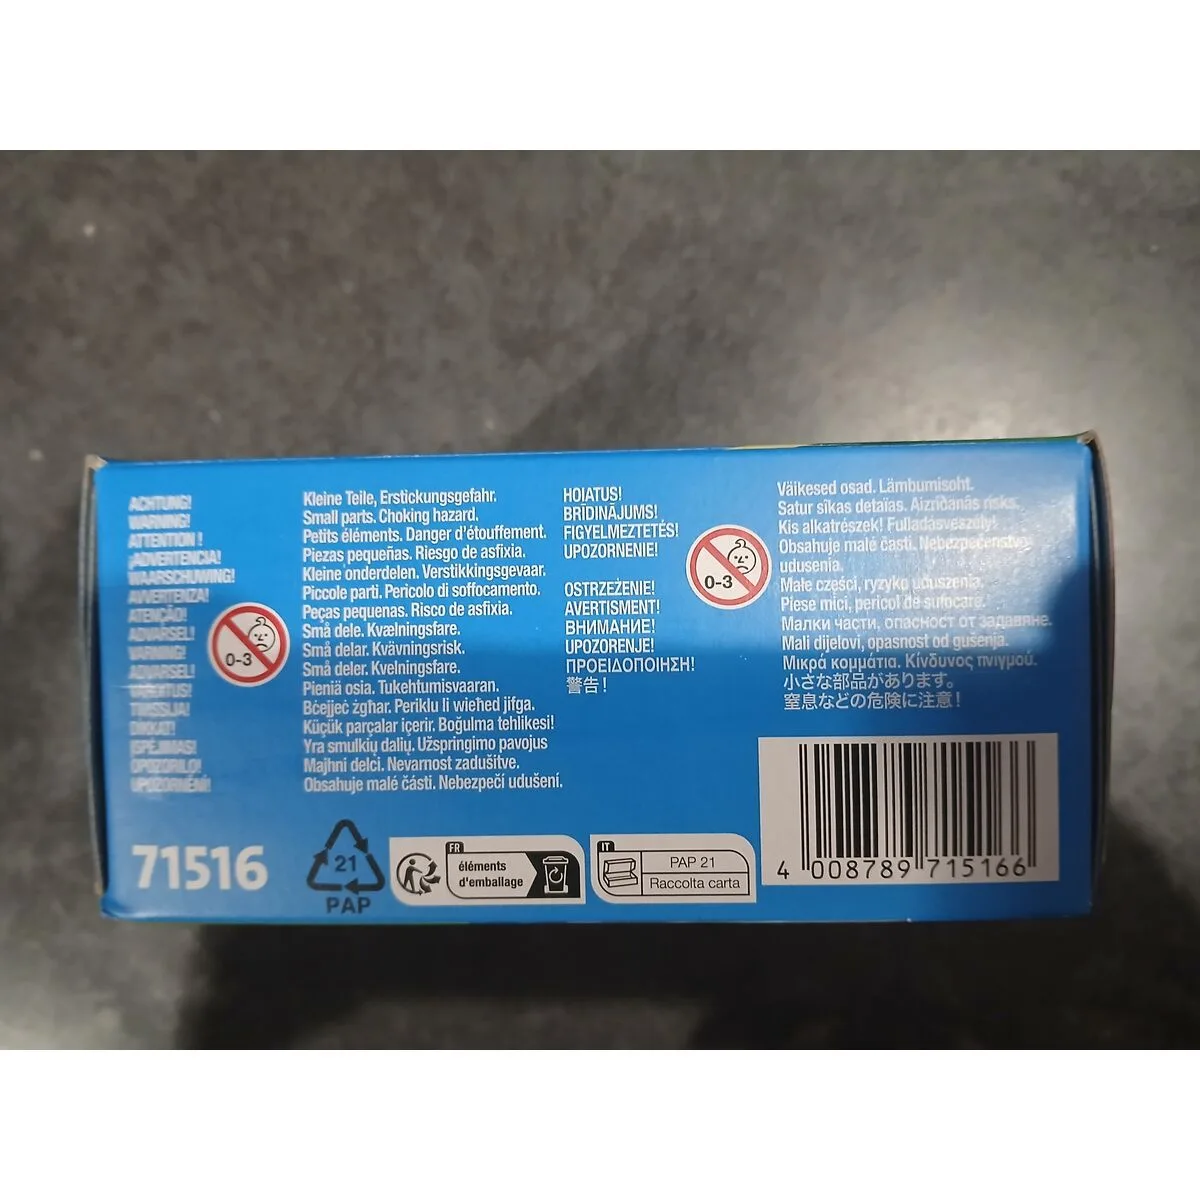 ACHTUNG!
WARNING!
ATTENTION !
¡ADVERTENCIA!
WAARSCHUWING!
AVVERTENZA!
ATENÇÃO!
ADVARSEL!
VARNING!
ADVARSEL!
VAROITUS!
TWISSIJA!
DIKKAT!
ĮSPĖJIMAS!
OPOZORILO!
UPOZORNENÍ!
0-3
Kleine Teile, Erstickungsgefahr.
Small parts. Choking hazard.
Petits éléments. Danger d'étouffement.
Piezas pequeñas. Riesgo de asfixia.
Kleine onderdelen. Verstikkingsgevaar.
Piccole parti. Pericolo di soffocamento.
Peças pequenas. Risco de asfixia.
Små dele. Kvælningsfare.
Små delar. Kvävningsrisk.
Små deler. Kvelningsfare.
Pieniä osia. Tukehtumisvaaran.
Bċejjeċ żgħar. Periklu li wieħed jifga.
Küçük parçalar içerir. Boğulma tehlikesi!
Yra smulkių dalių. Užspringimo pavojus
Majhni delci. Nevarnost zadušitve.
Obsahuje malé části. Nebezpečí udušení.
HOIATUS!
BRĪDINĀJUMS!
FIGYELMEZTETÉS!
UPOZORNENIE!
OSTRZEŻENIE!
AVERTISMENT!
ВНИМАНИЕ!
UPOZORENJE!
ΠΡΟΕΙΔΟΠΟΙΗΣΗ!
警告!
0-3
Väikesed osad. Lämbumisoht.
Satur sīkas detaļas. Aizrīšanās risks.
Kis alkatrészek! Fulladásveszély!
Obsahuje malé časti. Nebezpečenstvo
udusenia.
Małe części, ryzyko uduszenia.
Piese mici, pericol de sufocare.
Малки части, опасност от задавяне.
Mali dijelovi, opasnost od gušenja.
Μικρά κομμάτια. Κίνδυνος πνιγμού.
小さな部品があります。
窒息などの危険に注意!
71516
21
PAP
FR
éléments
d'emballage
IT
PAP 21
Raccolta carta
4 008789 715166